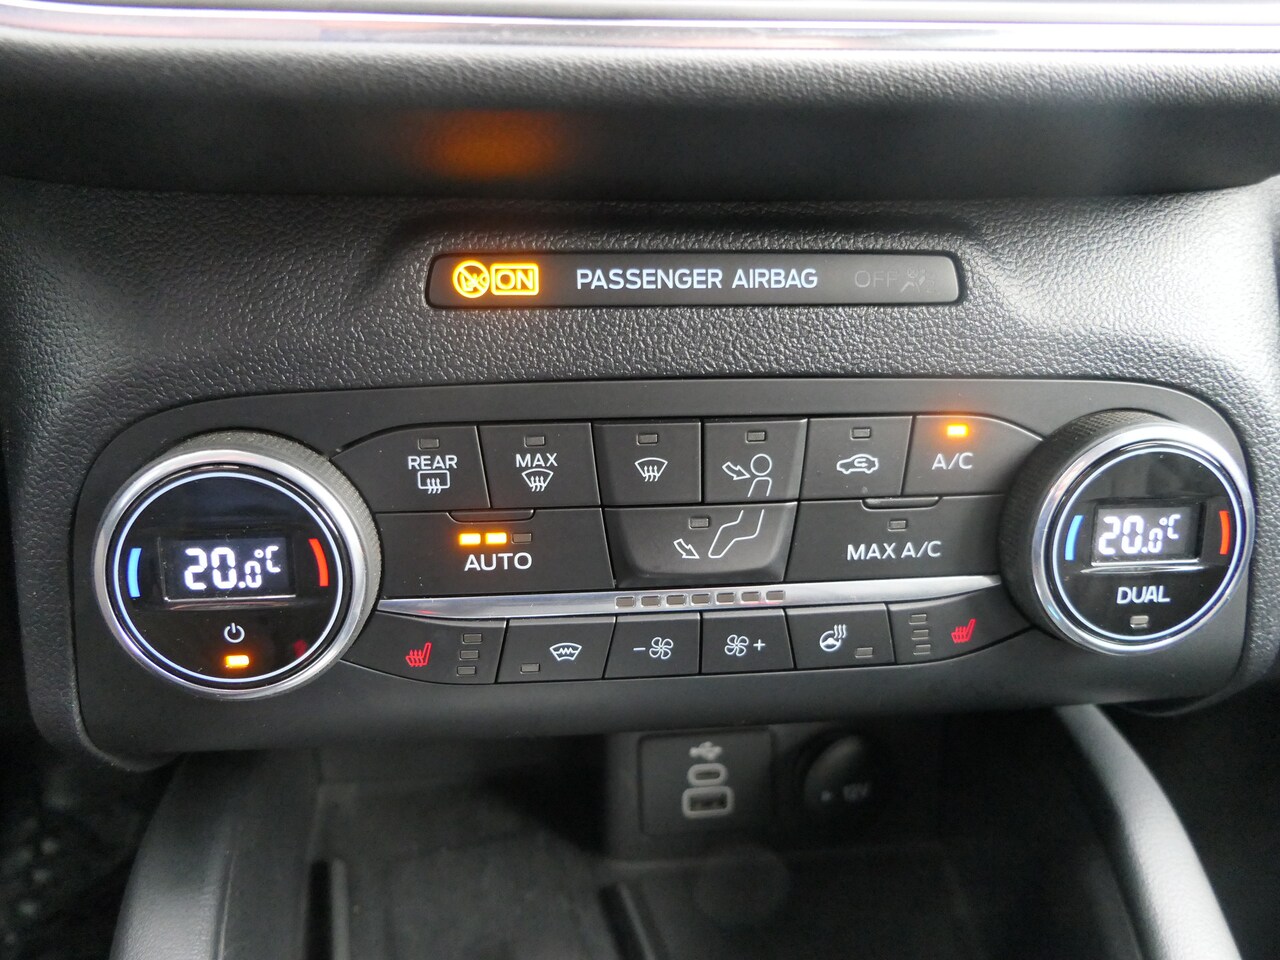 ON PASSENGER AIRBAG OFF
REAR
MAX
A/C
AUTO
MAX A/C
20.0°C
20.0°C
DUAL
- +
12V